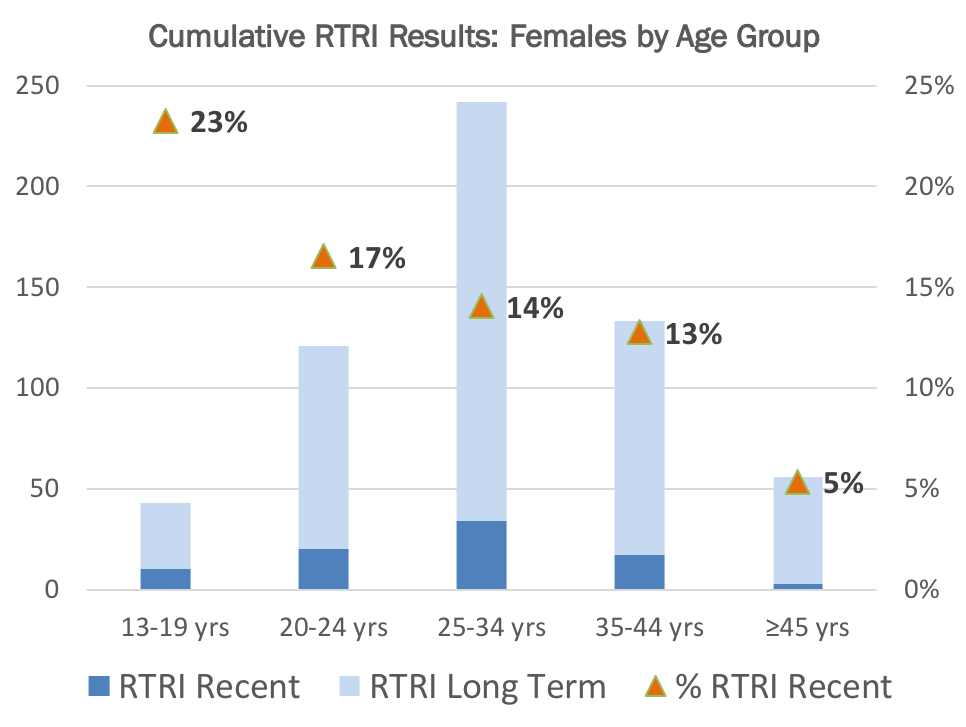 Cumulative RTRI Results: Females by Age Group
250
200
150
100
50
0
25%
20%
15%
10%
5%
0%
23%
17%
14%
13%
5%
13-19 yrs
20-24 yrs
25-34 yrs
35-44 yrs
≥45 yrs
RTRI Recent
RTRI Long Term
% RTRI Recent